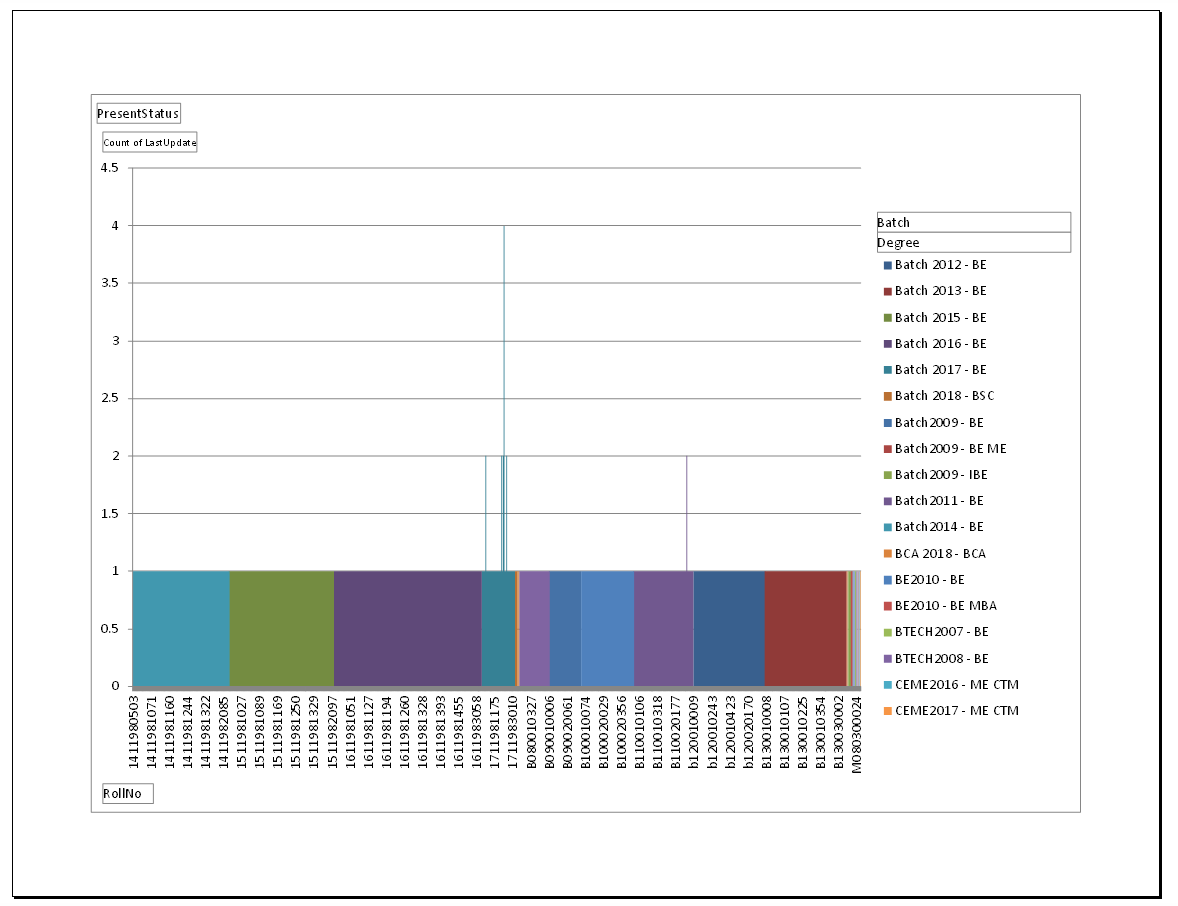 PresentStatus
Count of LastUpdate
4.5
4
3.5
3
2.5
2
1.5
1
0.5
0
1411980503
1411981071
1411981160
1411981244
1411981322
1411982085
1511981027
1511981089
1511981169
1511981250
1511981329
1511982097
1611981051
1611981127
1611981194
1611981260
1611981328
1611981393
1611981455
1611983058
1711981175
1711983010
B080010327
B090010006
B090020061
B100010074
B100020029
B100020356
B110010106
B110010318
B110020177
b120010009
b120010243
b120010423
b120020170
B130010008
B130010107
B130010225
B130010354
B130030002
M080300024
RollNo
Batch
Degree
Batch 2012 - BE
Batch 2013 - BE
Batch 2015 - BE
Batch 2016 - BE
Batch 2017 - BE
Batch 2018 - BSC
Batch2009 - BE
Batch2009 - BE ME
Batch2009 - IBE
Batch2011 - BE
Batch2014 - BE
BCA 2018 - BCA
BE2010 - BE
BE2010 - BE MBA
BTECH2007 - BE
BTECH2008 - BE
CEME2016 - ME CTM
CEME2017 - ME CTM